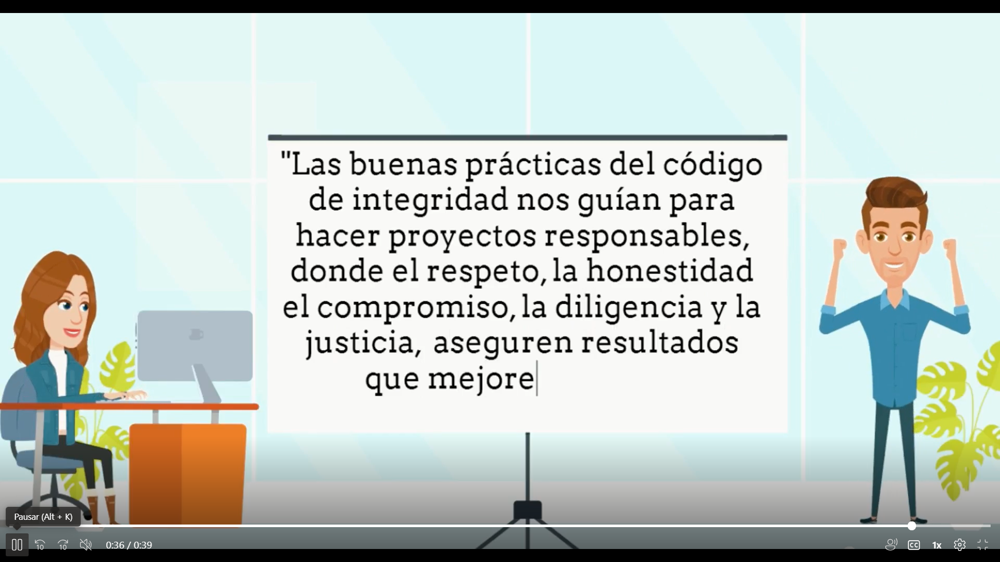 "Las buenas prácticas del código
de integridad nos guían para
hacer proyectos responsables,
donde el respeto, la honestidad
el compromiso, la diligencia y la
justicia, aseguren resultados
que mejore
Pausar (Alt + K)
10 10 0:36 / 0:39 CC 1x